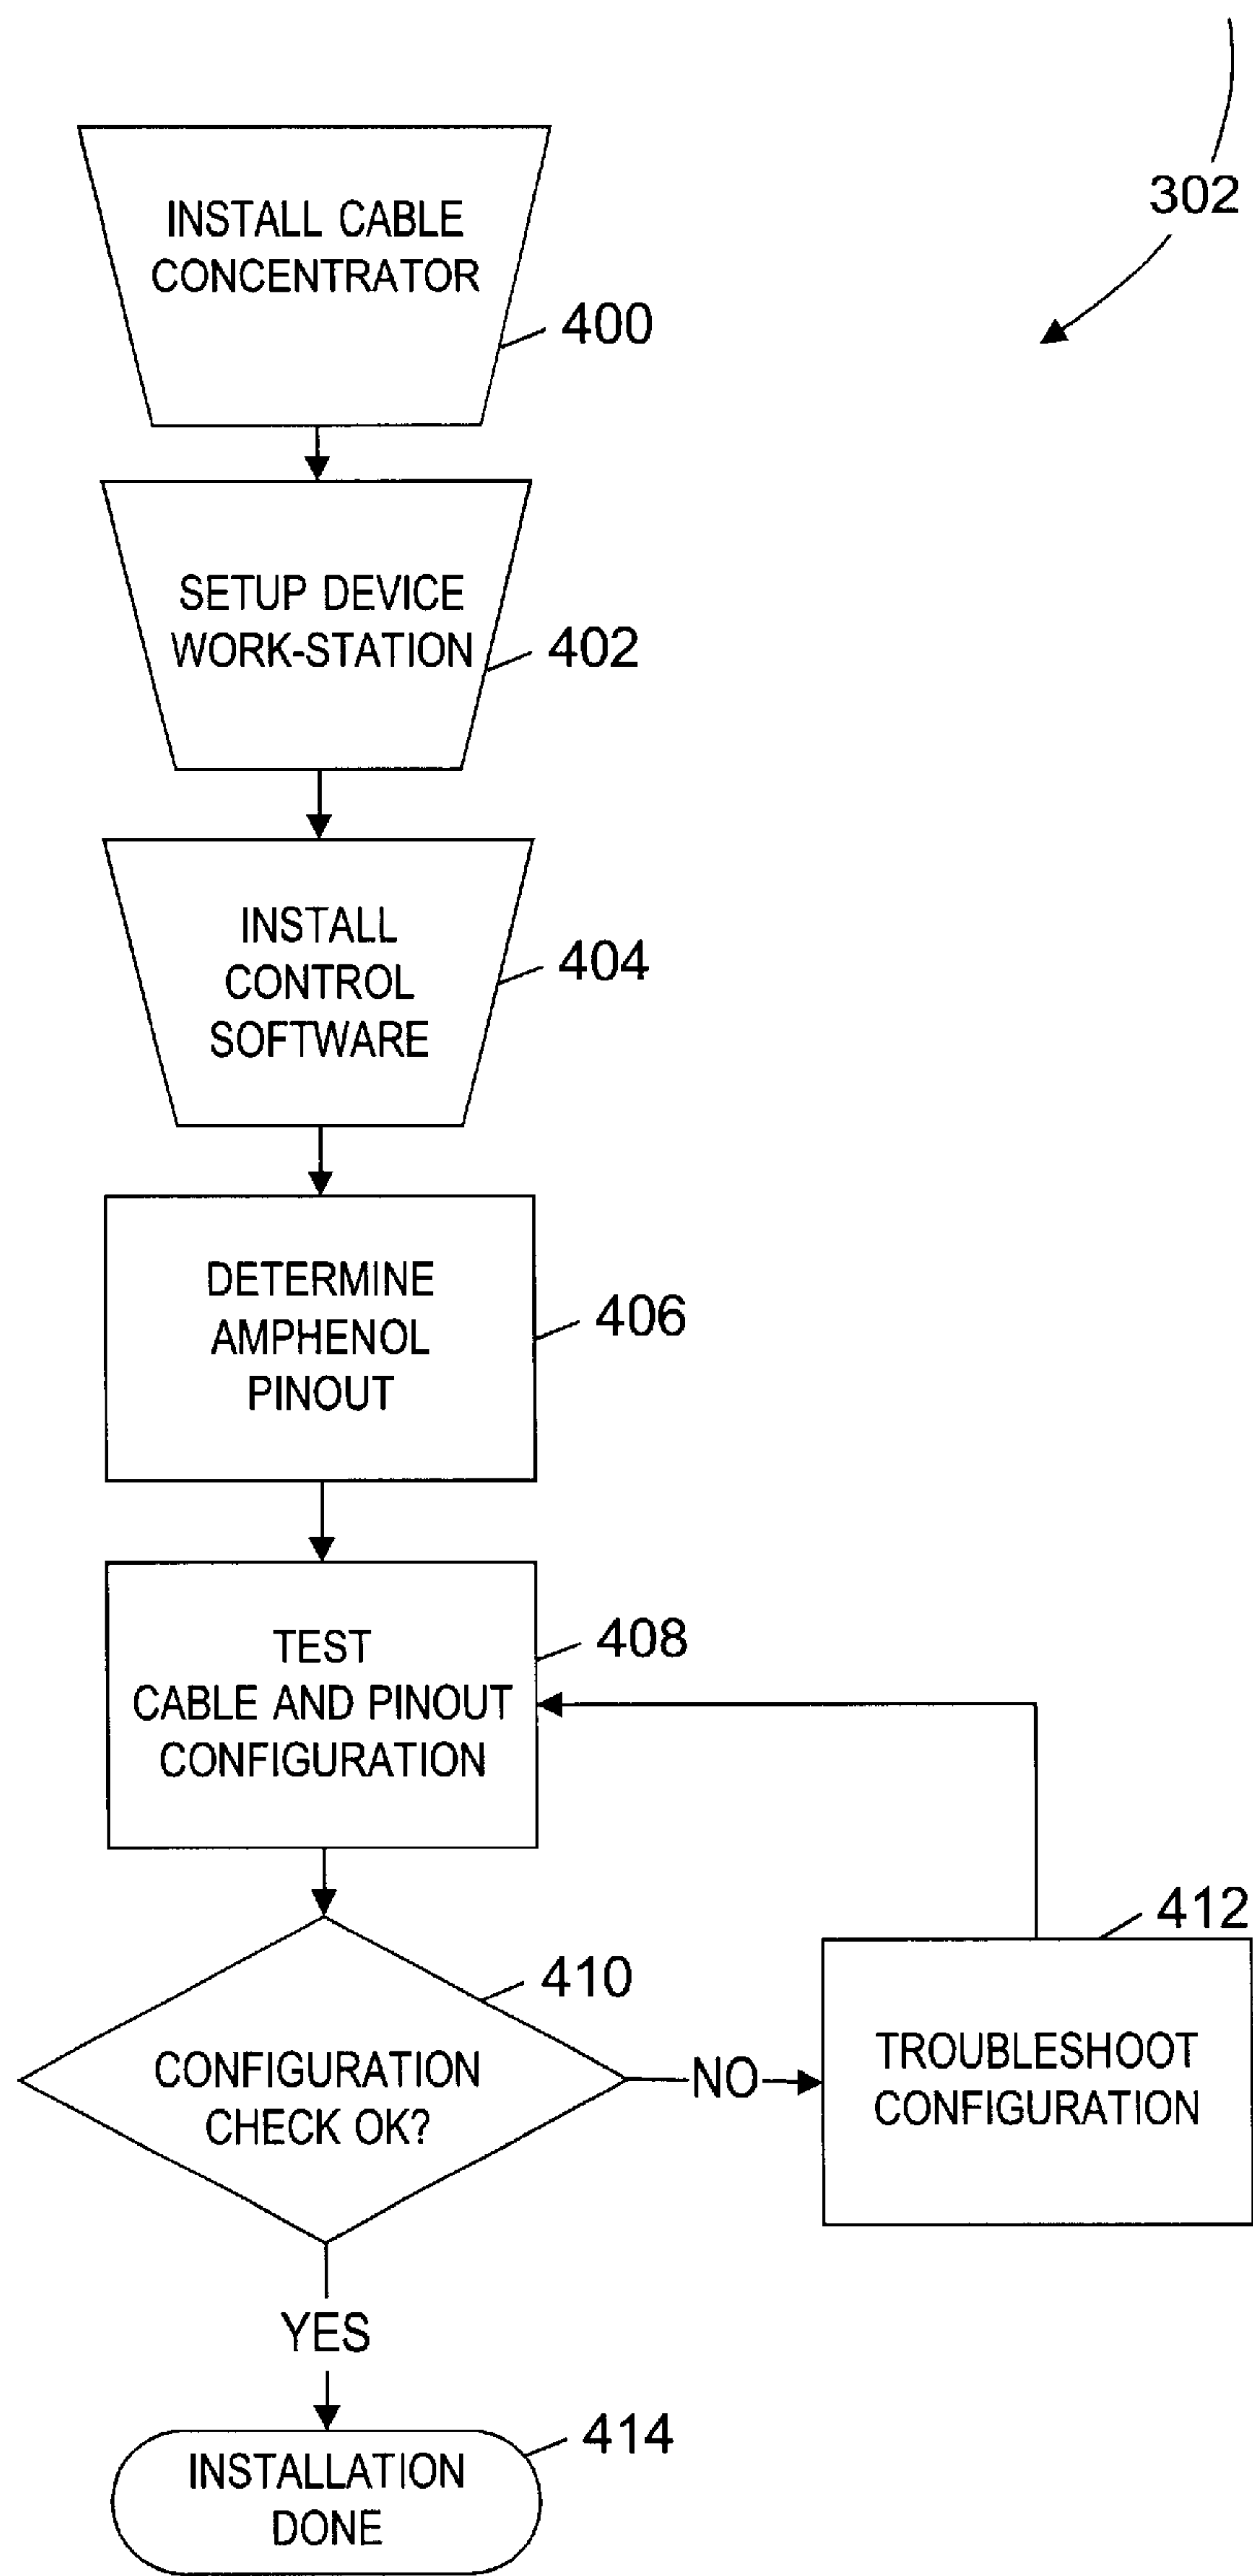 302
INSTALL CABLE
CONCENTRATOR
400
SETUP DEVICE
WORK-STATION
402
INSTALL
CONTROL
SOFTWARE
404
DETERMINE
AMPHENOL
PINOUT
406
TEST
CABLE AND PINOUT
CONFIGURATION
408
CONFIGURATION
CHECK OK?
410
NO
TROUBLESHOOT
CONFIGURATION
412
YES
INSTALLATION
DONE
414